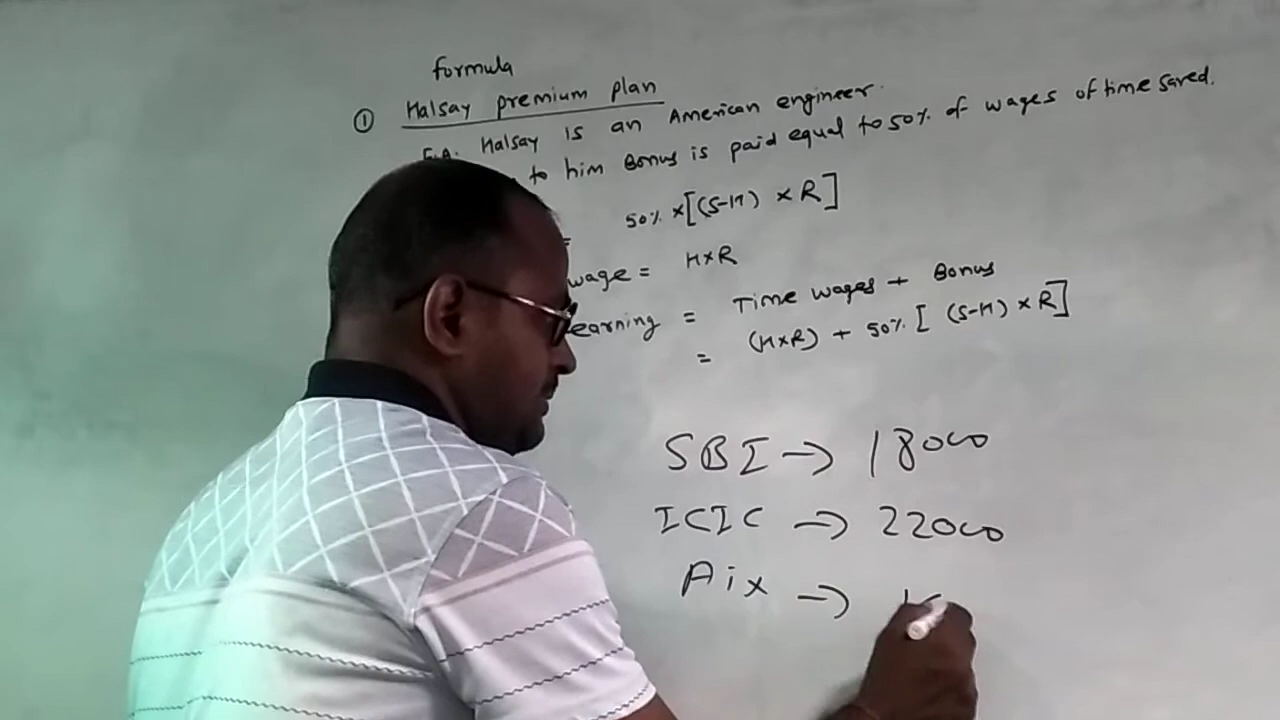 formula
① Halsay premium plan
F.A. Halsay is an American engineer.
to him Bonus is paid equal to 50% of wages of time saved.
= 50% × [(S-H) × R]
wage = H×R
earning = Time wages + Bonus
= (H×R) + 50% [ (S-H) × R]
SBI → 18000
ICIC → 22000
Aix →